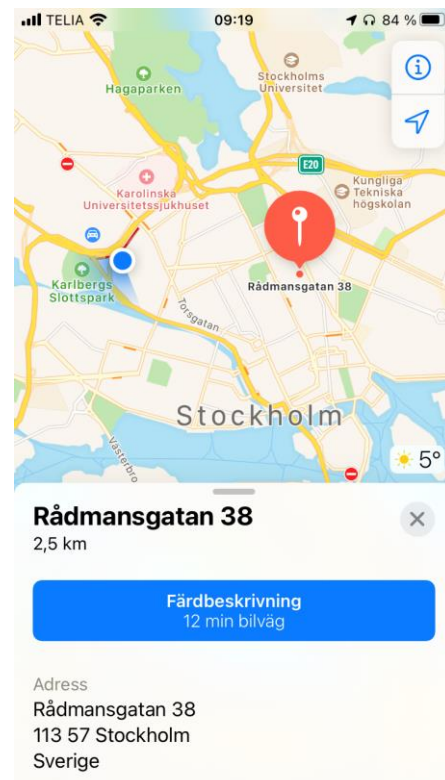 TELIA 09:19 84 %
Hagaparken
Stockholms
Universitet
E20
Karolinska
Universitetssjukhuset
Kungliga
Tekniska
högskolan
Karlbergs
Slottspark
Rådmansgatan 38
Torsgatan
Stockholm
Västerbro
5°
Rådmansgatan 38
2,5 km
Färdbeskrivning
12 min bilväg
Adress
Rådmansgatan 38
113 57 Stockholm
Sverige